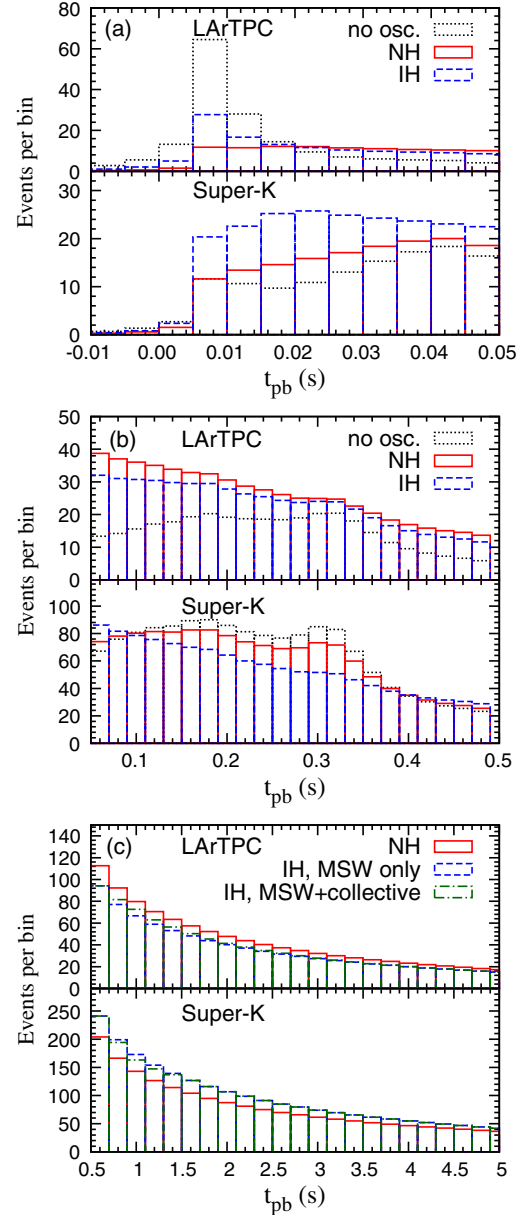 80
(a) LArTPC
no osc.
60
NH
40
IH
20
0
30
Super-K
20
10
0
Events per bin
-0.01 0.00 0.01 0.02 0.03 0.04 0.05
t_pb (s)
50
(b) LArTPC
no osc.
40
NH
30
IH
20
10
0
100
Super-K
80
60
40
20
0
Events per bin
0.1 0.2 0.3 0.4 0.5
t_pb (s)
140
(c) LArTPC
NH
120
IH, MSW only
100
IH, MSW+collective
80
60
40
20
0
250
Super-K
200
150
100
50
0
Events per bin
0.5 1 1.5 2 2.5 3 3.5 4 4.5 5
t_pb (s)